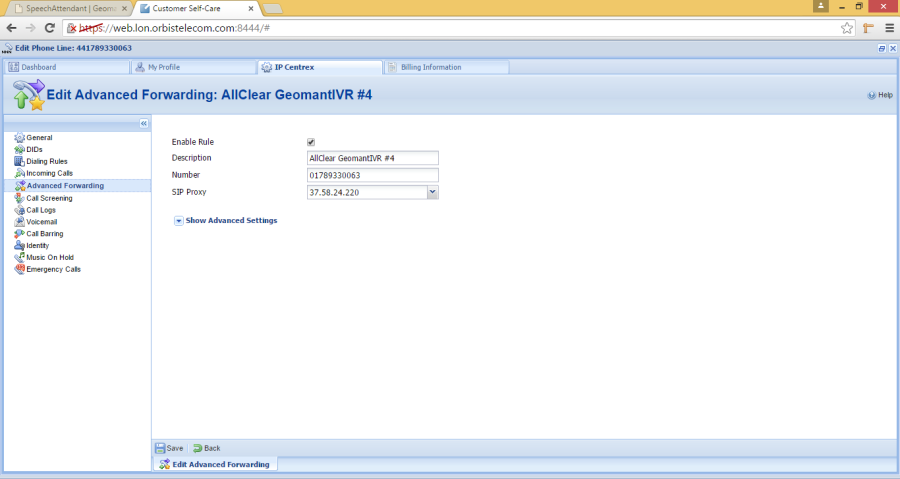 SpeechAttendant | Geom
Customer Self-Care
https://web.lon.orbistelecom.com:8444/#
Edit Phone Line: 441789330063
Dashboard
My Profile
IP Centrex
Billing Information
Edit Advanced Forwarding: AllClear GeomantIVR #4
Help
General
DIDs
Dialing Rules
Incoming Calls
Advanced Forwarding
Call Screening
Call Logs
Voicemail
Call Barring
Identity
Music On Hold
Emergency Calls
Enable Rule
Description AllClear GeomantIVR #4
Number 01789330063
SIP Proxy 37.58.24.220
Show Advanced Settings
Save Back
Edit Advanced Forwarding